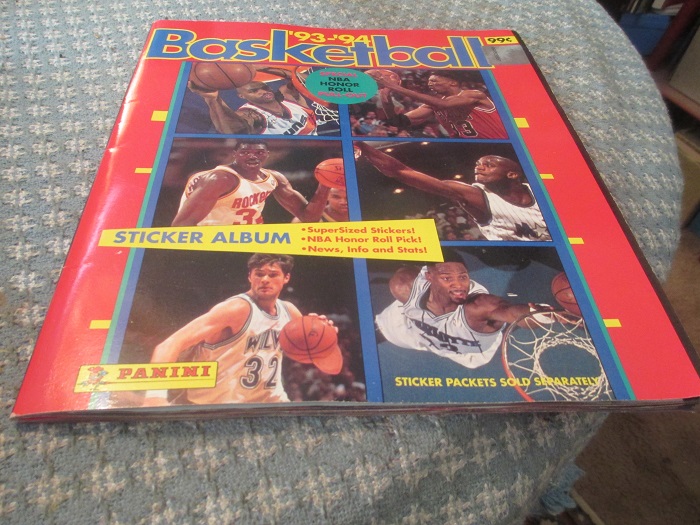 '93-'94
Basketball
99¢
NBA
HONOR
ROLL
ROCKETS
3
STICKER ALBUM
•SuperSized Stickers!
•NBA Honor Roll Pick!
•News, Info and Stats!
32
PANINI
STICKER PACKETS SOLD SEPARATELY